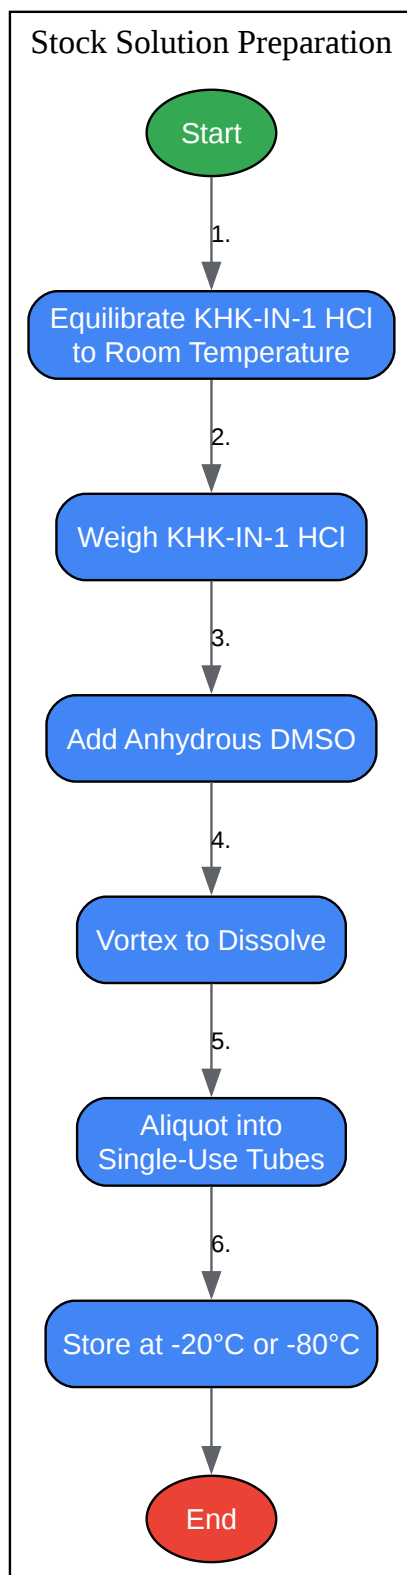 Stock Solution Preparation
Start
1.
Equilibrate KHK-IN-1 HCl
to Room Temperature
2.
Weigh KHK-IN-1 HCl
3.
Add Anhydrous DMSO
4.
Vortex to Dissolve
5.
Aliquot into
Single-Use Tubes
6.
Store at -20°C or -80°C
End